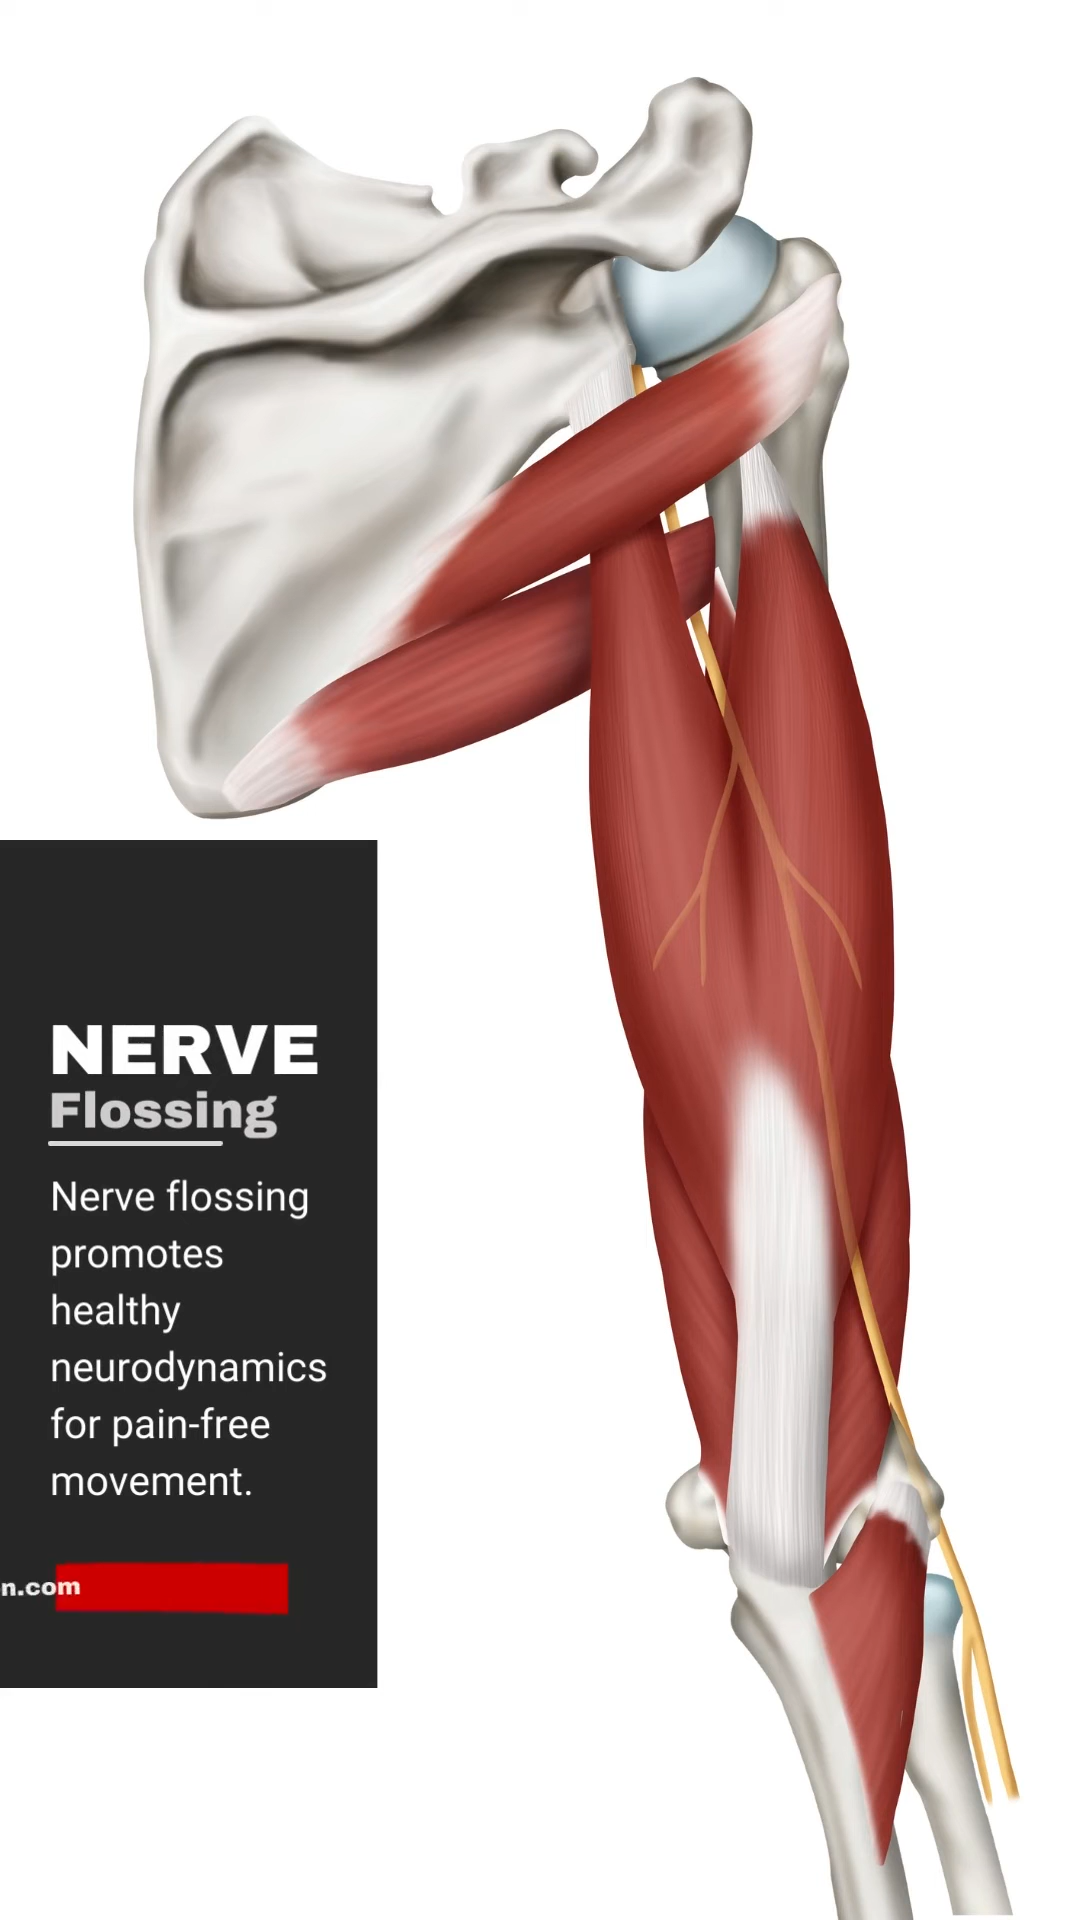 NERVE
Flossing
Nerve flossing
promotes
healthy
neurodynamics
for pain-free
movement.
n.com